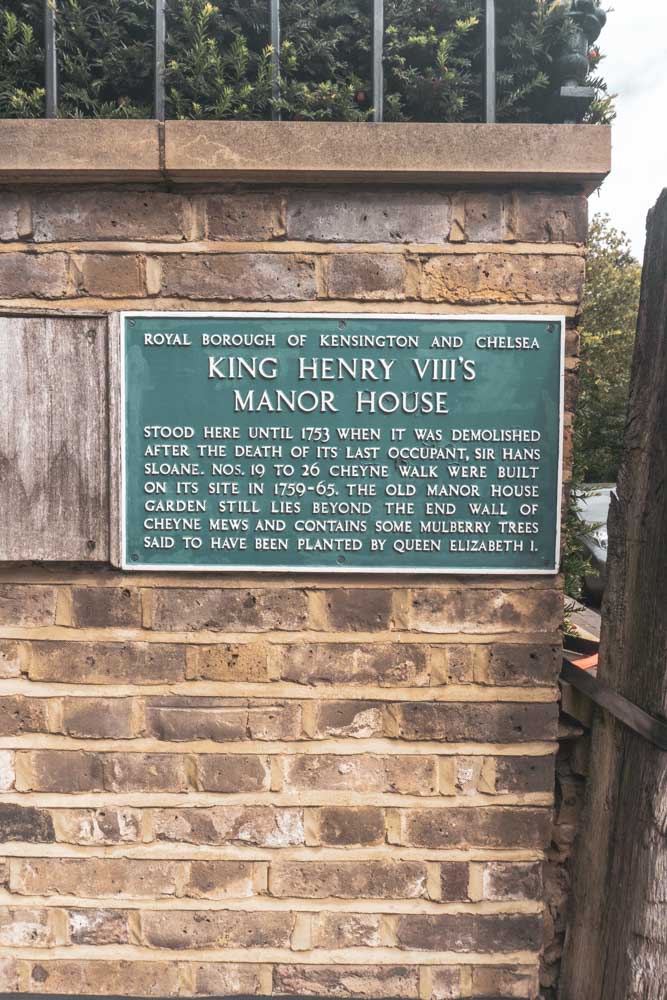 ROYAL BOROUGH OF KENSINGTON AND CHELSEA
KING HENRY VIII'S
MANOR HOUSE
STOOD HERE UNTIL 1753 WHEN IT WAS DEMOLISHED
AFTER THE DEATH OF ITS LAST OCCUPANT, SIR HANS
SLOANE. NOS. 19 TO 26 CHEYNE WALK WERE BUILT
ON ITS SITE IN 1759-65. THE OLD MANOR HOUSE
GARDEN STILL LIES BEYOND THE END WALL OF
CHEYNE MEWS AND CONTAINS SOME MULBERRY TREES
SAID TO HAVE BEEN PLANTED BY QUEEN ELIZABETH I.